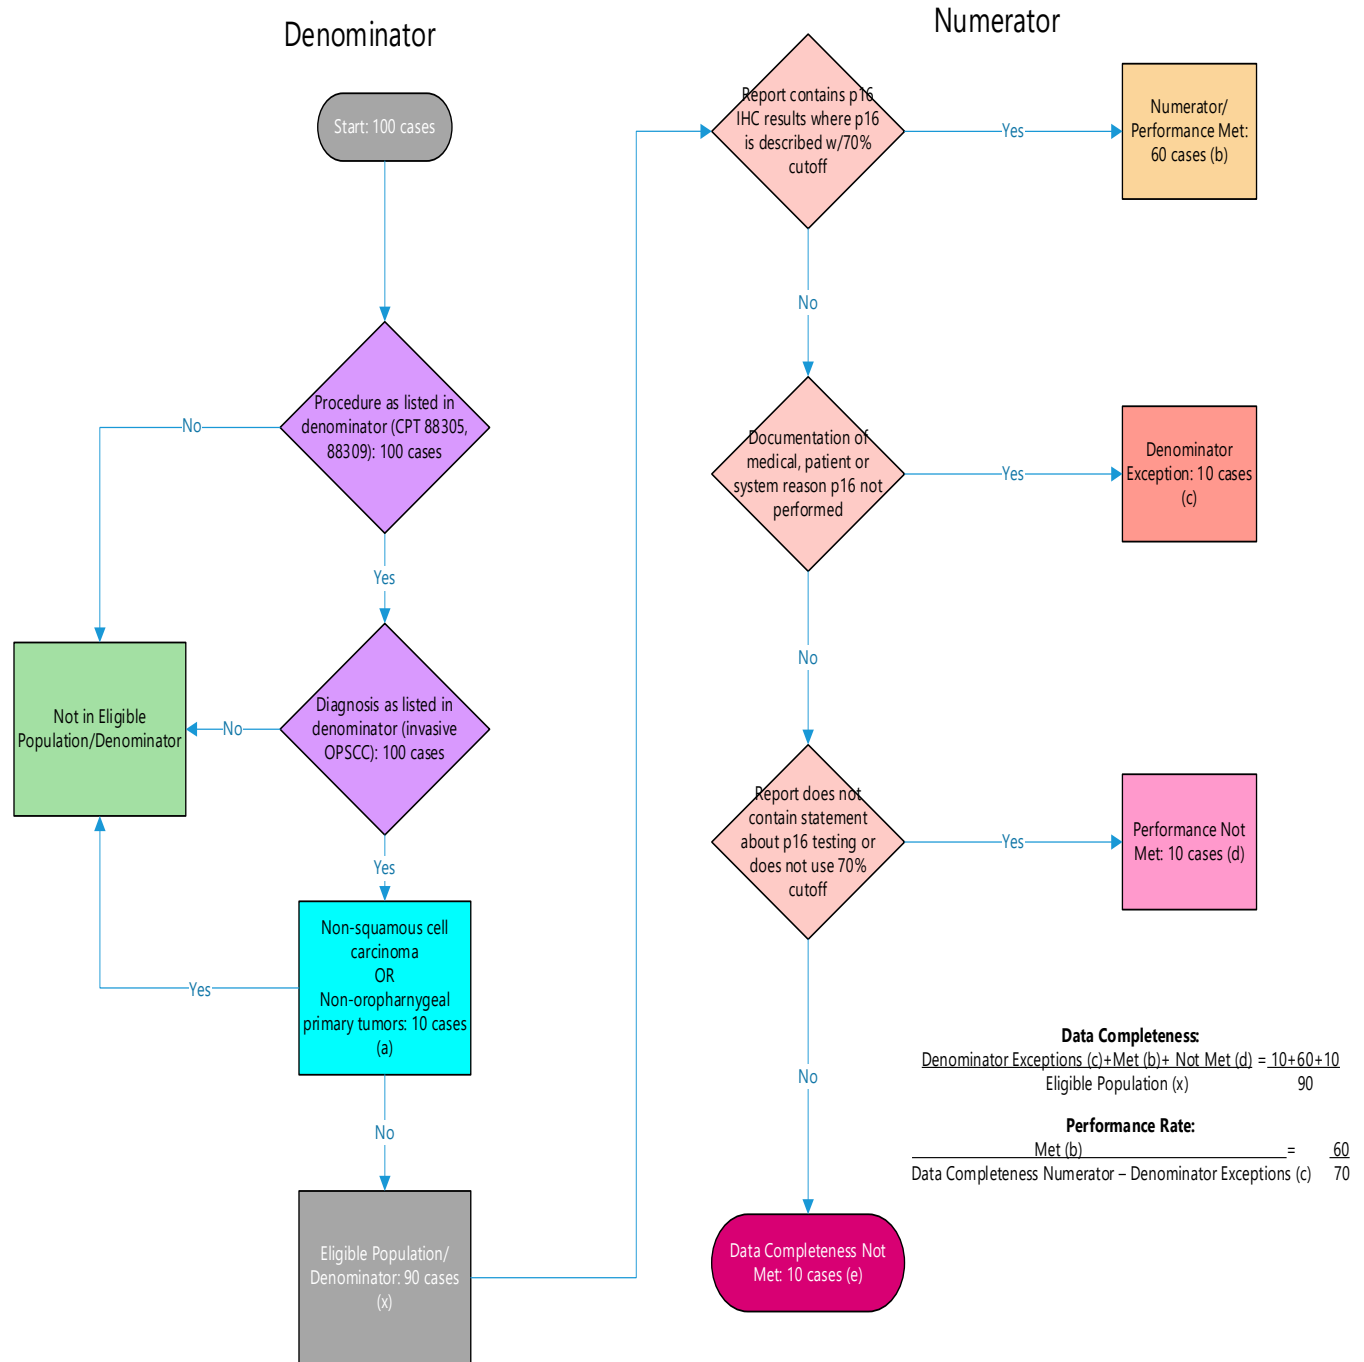 Denominator
Start: 100 cases
Procedure as listed in
denominator (CPT 88305,
88309): 100 cases
No
Yes
Diagnosis as listed in
denominator (invasive
OPSCC): 100 cases
No
Not in Eligible
Population/Denominator
Yes
Non-squamous cell
carcinoma
OR
Non-oropharnygeal
primary tumors: 10 cases
(a)
Yes
No
Eligible Population/
Denominator: 90 cases
(x)
Numerator
Report contains p16
IHC results where p16
is described w/70%
cutoff
Yes
Numerator/
Performance Met:
60 cases (b)
No
Documentation of
medical, patient or
system reason p16 not
performed
Yes
Denominator
Exception: 10 cases
(c)
No
Report does not
contain statement
about p16 testing or
does not use 70%
cutoff
Yes
Performance Not
Met: 10 cases (d)
No
Data Completeness Not
Met: 10 cases (e)
Data Completeness:
Denominator Exceptions (c)+Met (b)+ Not Met (d) = 10+60+10
Eligible Population (x) 90
Performance Rate:
Met (b) = 60
Data Completeness Numerator – Denominator Exceptions (c) 70